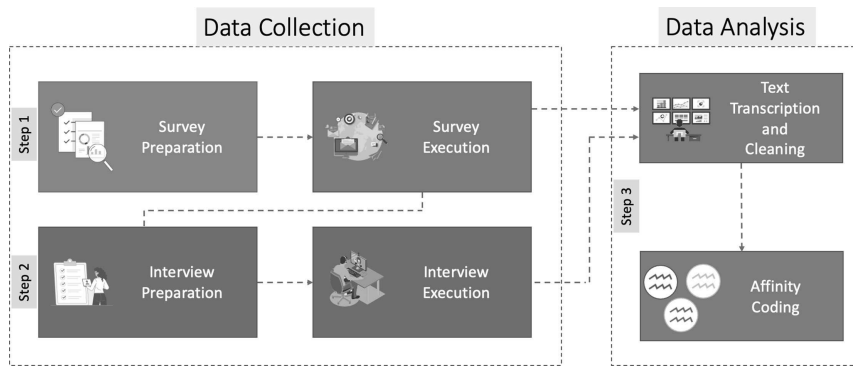 Data Collection
Data Analysis
Step 1
Survey
Preparation
Survey
Execution
Step 2
Interview
Preparation
Interview
Execution
Text
Transcription
and
Cleaning
Step 3
Affinity
Coding